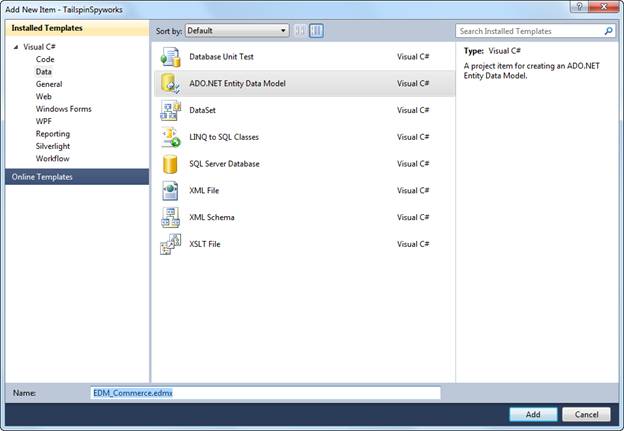 Add New Item - TailspinSpyworks
Installed Templates
Visual C#
Code
Data
General
Web
Windows Forms
WPF
Reporting
Silverlight
Workflow
Online Templates
Sort by: Default
Database Unit Test Visual C#
ADO.NET Entity Data Model Visual C#
DataSet Visual C#
LINQ to SQL Classes Visual C#
SQL Server Database Visual C#
XML File Visual C#
XML Schema Visual C#
XSLT File Visual C#
Search Installed Templates
Type: Visual C#
A project item for creating an ADO.NET
Entity Data Model.
Name: EDM_Commerce.edmx
Add Cancel